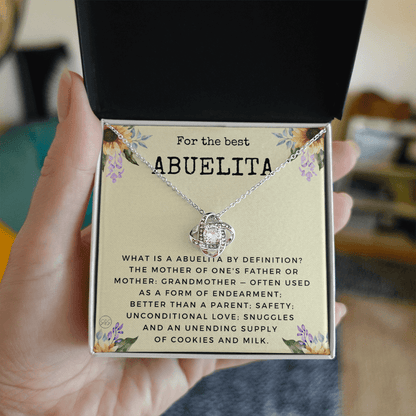 For the best
ABUELITA
WHAT IS A ABUELITA BY DEFINITION?
THE MOTHER OF ONE'S FATHER OR
MOTHER; GRANDMOTHER – OFTEN USED
AS A FORM OF ENDEARMENT;
BETTER THAN A PARENT; SAFETY;
UNCONDITIONAL LOVE; SNUGGLES
AND AN UNENDING SUPPLY
OF COOKIES AND MILK.